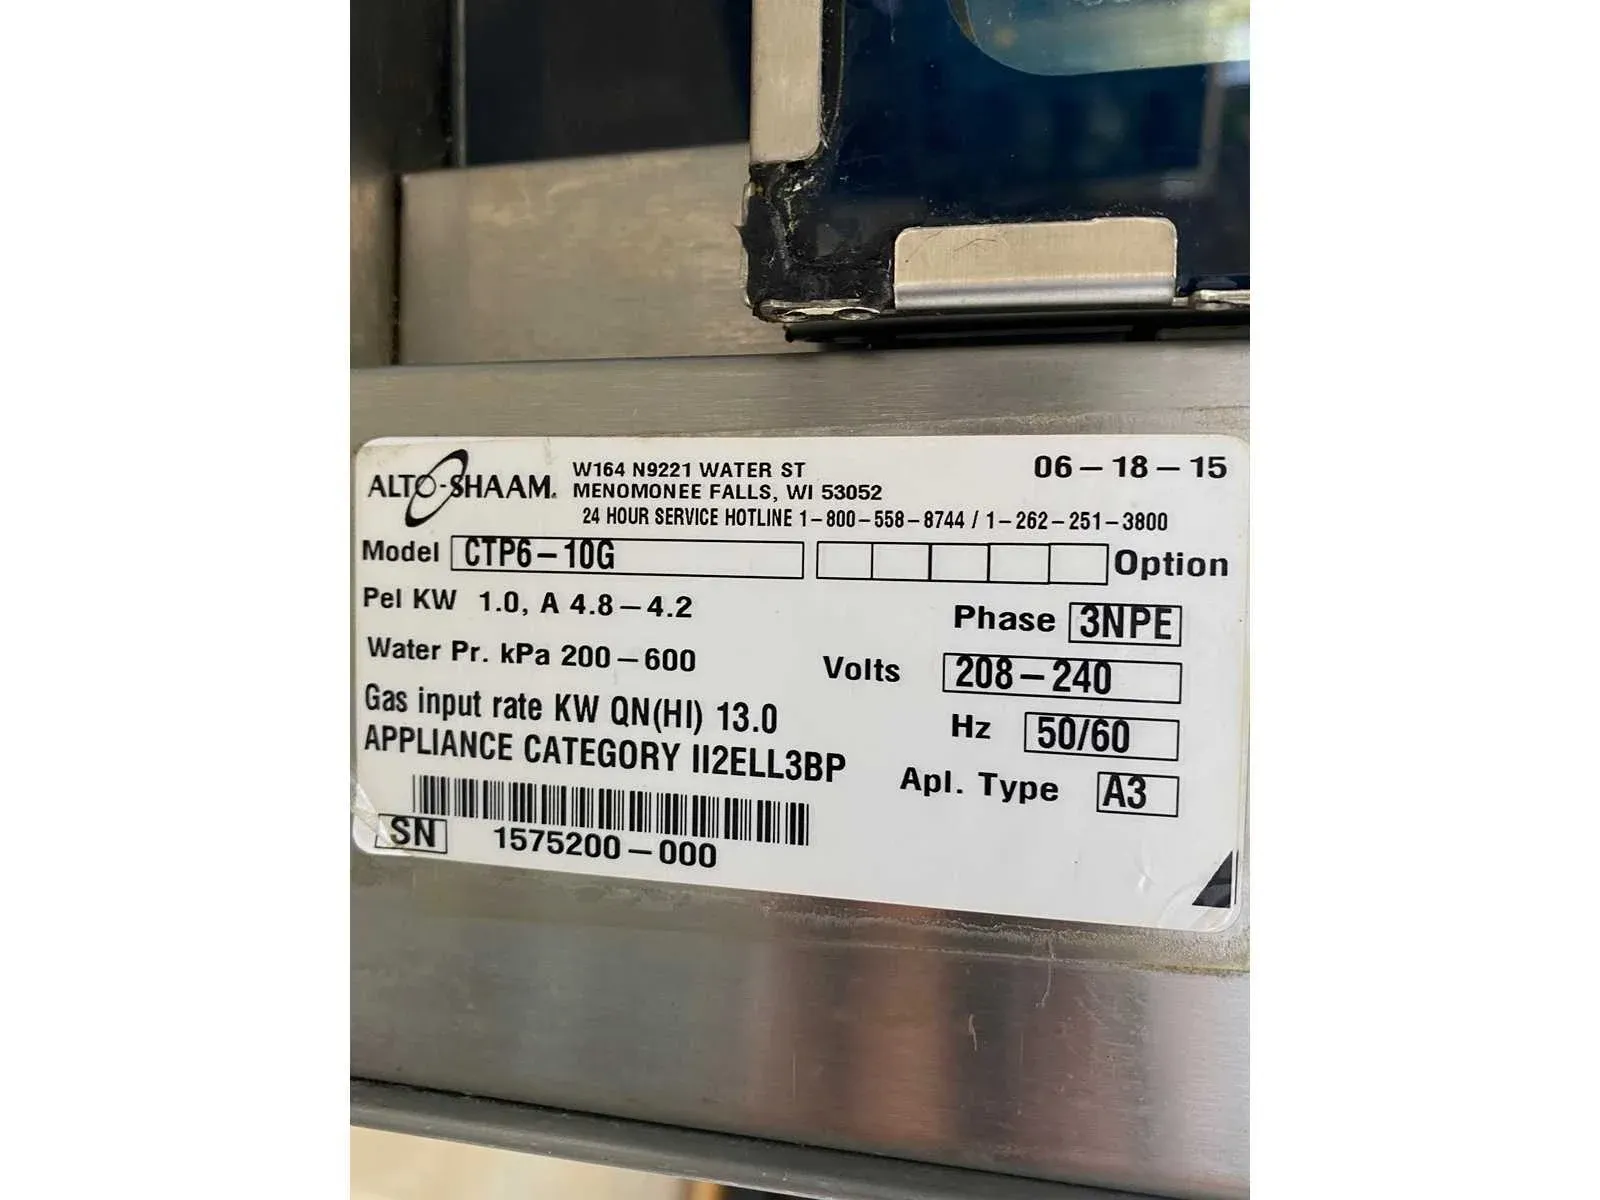 ALTO-SHAAM.
W164 N9221 WATER ST
MENOMONEE FALLS, WI 53052
24 HOUR SERVICE HOTLINE 1-800-558-8744 / 1-262-251-3800
06-18-15
Model CTP6-10G Option
Pel KW 1.0, A 4.8-4.2
Phase 3NPE
Water Pr. kPa 200-600
Volts 208-240
Gas input rate KW QN(HI) 13.0
Hz 50/60
APPLIANCE CATEGORY II2ELL3BP
Apl. Type A3
SN 1575200-000